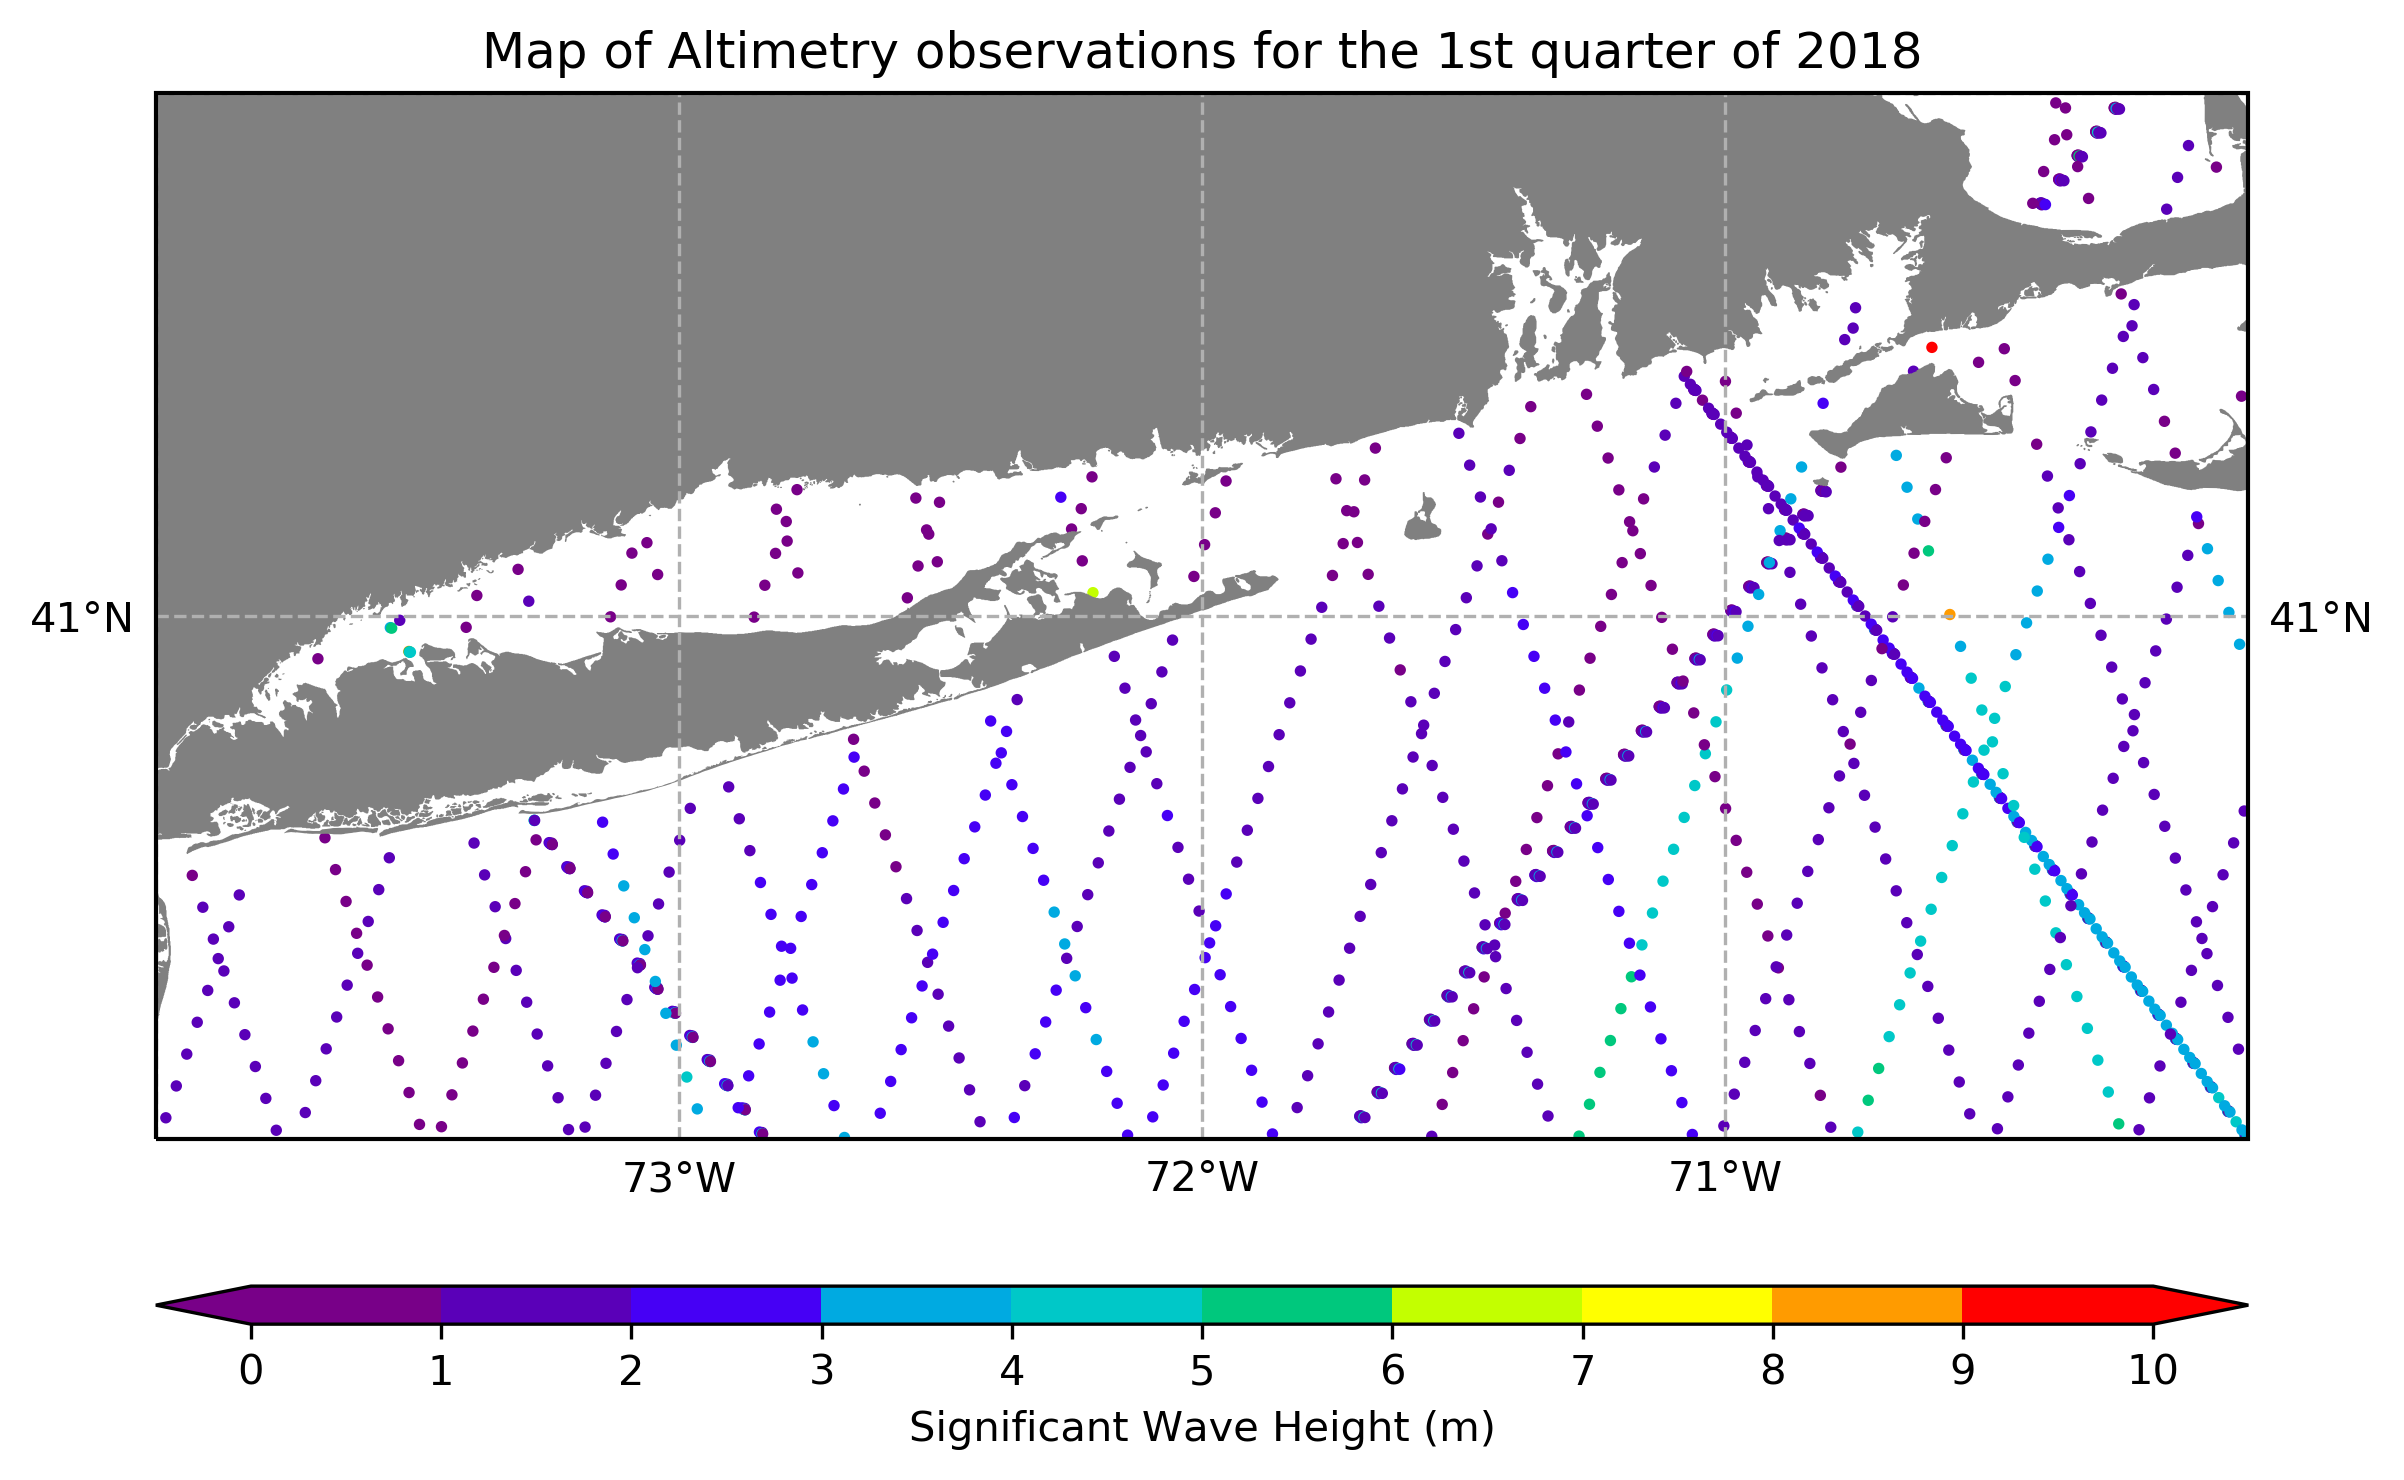 Map of Altimetry observations for the 1st quarter of 2018
41°N 41°N
73°W 72°W 71°W
0 1 2 3 4 5 6 7 8 9 10
Significant Wave Height (m)